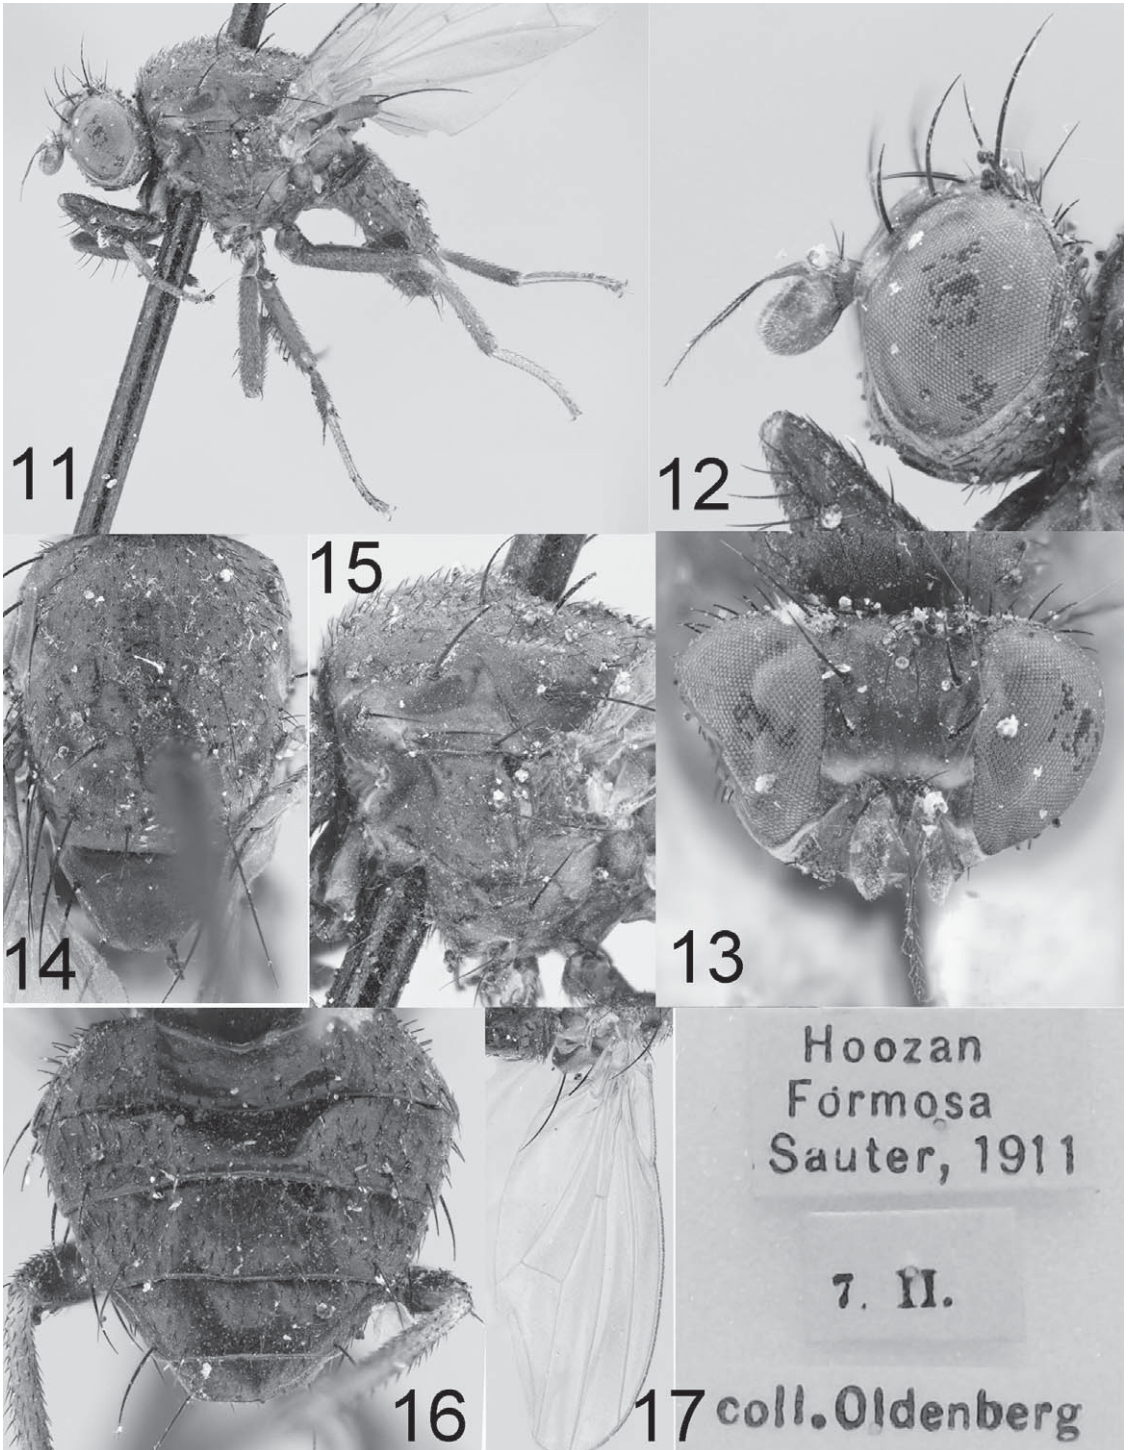 11
12
15
14
13
16
17
Hoozan
Formosa
Sauter, 1911
7. II.
coll. Oldenberg